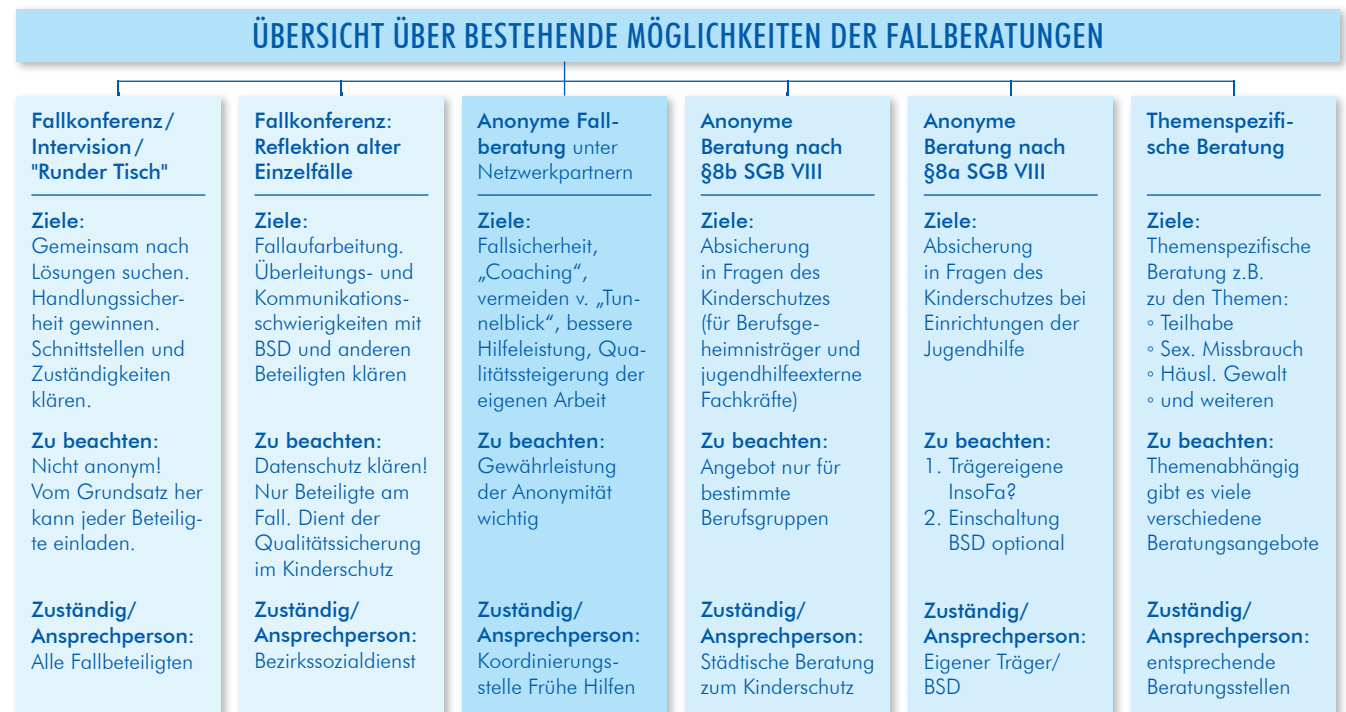 ÜBERSICHT ÜBER BESTEHENDE MÖGLICHKEITEN DER FALLBERATUNGEN
Fallkonferenz/
Intervision/
"Runder Tisch"
Ziele:
Gemeinsam nach
Lösungen suchen.
Handlungssicher-
heit gewinnen.
Schnittstellen und
Zuständigkeiten
klären.
Zu beachten:
Nicht anonym!
Vom Grundsatz her
kann jeder Beteilig-
te einladen.
Zuständig/
Ansprechperson:
Alle Fallbeteiligten
Fallkonferenz:
Reflektion alter
Einzelfälle
Ziele:
Fallaufarbeitung.
Überleitungs- und
Kommunikations-
schwierigkeiten mit
BSD und anderen
Beteiligten klären
Zu beachten:
Datenschutz klären!
Nur Beteiligte am
Fall. Dient der
Qualitätssicherung
im Kinderschutz
Zuständig/
Ansprechperson:
Bezirkssozialdienst
Anonyme Fall-
beratung unter
Netzwerkpartnern
Ziele:
Fallsicherheit,
„Coaching“,
vermeiden v. „Tun-
nelblick“, bessere
Hilfeleistung, Qua-
litätssteigerung der
eigenen Arbeit
Zu beachten:
Gewährleistung
der Anonymität
wichtig
Zuständig/
Ansprechperson:
Koordinierungs-
stelle Frühe Hilfen
Anonyme
Beratung nach
§8b SGB VIII
Ziele:
Absicherung
in Fragen des
Kinderschutzes
(für Berufsge-
heimnisträger und
jugendhilfeexterne
Fachkräfte)
Zu beachten:
Angebot nur für
bestimmte
Berufsgruppen
Zuständig/
Ansprechperson:
Städtische Beratung
zum Kinderschutz
Anonyme
Beratung nach
§8a SGB VIII
Ziele:
Absicherung
in Fragen des
Kinderschutzes bei
Einrichtungen der
Jugendhilfe
Zu beachten:
1. Trägereigene
InsoFa?
2. Einschaltung
BSD optional
Zuständig/
Ansprechperson:
Eigener Träger/
BSD
Themenspezifi-
sche Beratung
Ziele:
Themenspezifische
Beratung z.B.
zu den Themen:
° Teilhabe
° Sex. Missbrauch
° Häusl. Gewalt
° und weiteren
Zu beachten:
Themenabhängig
gibt es viele
verschiedene
Beratungsangebote
Zuständig/
Ansprechperson:
entsprechende
Beratungsstellen